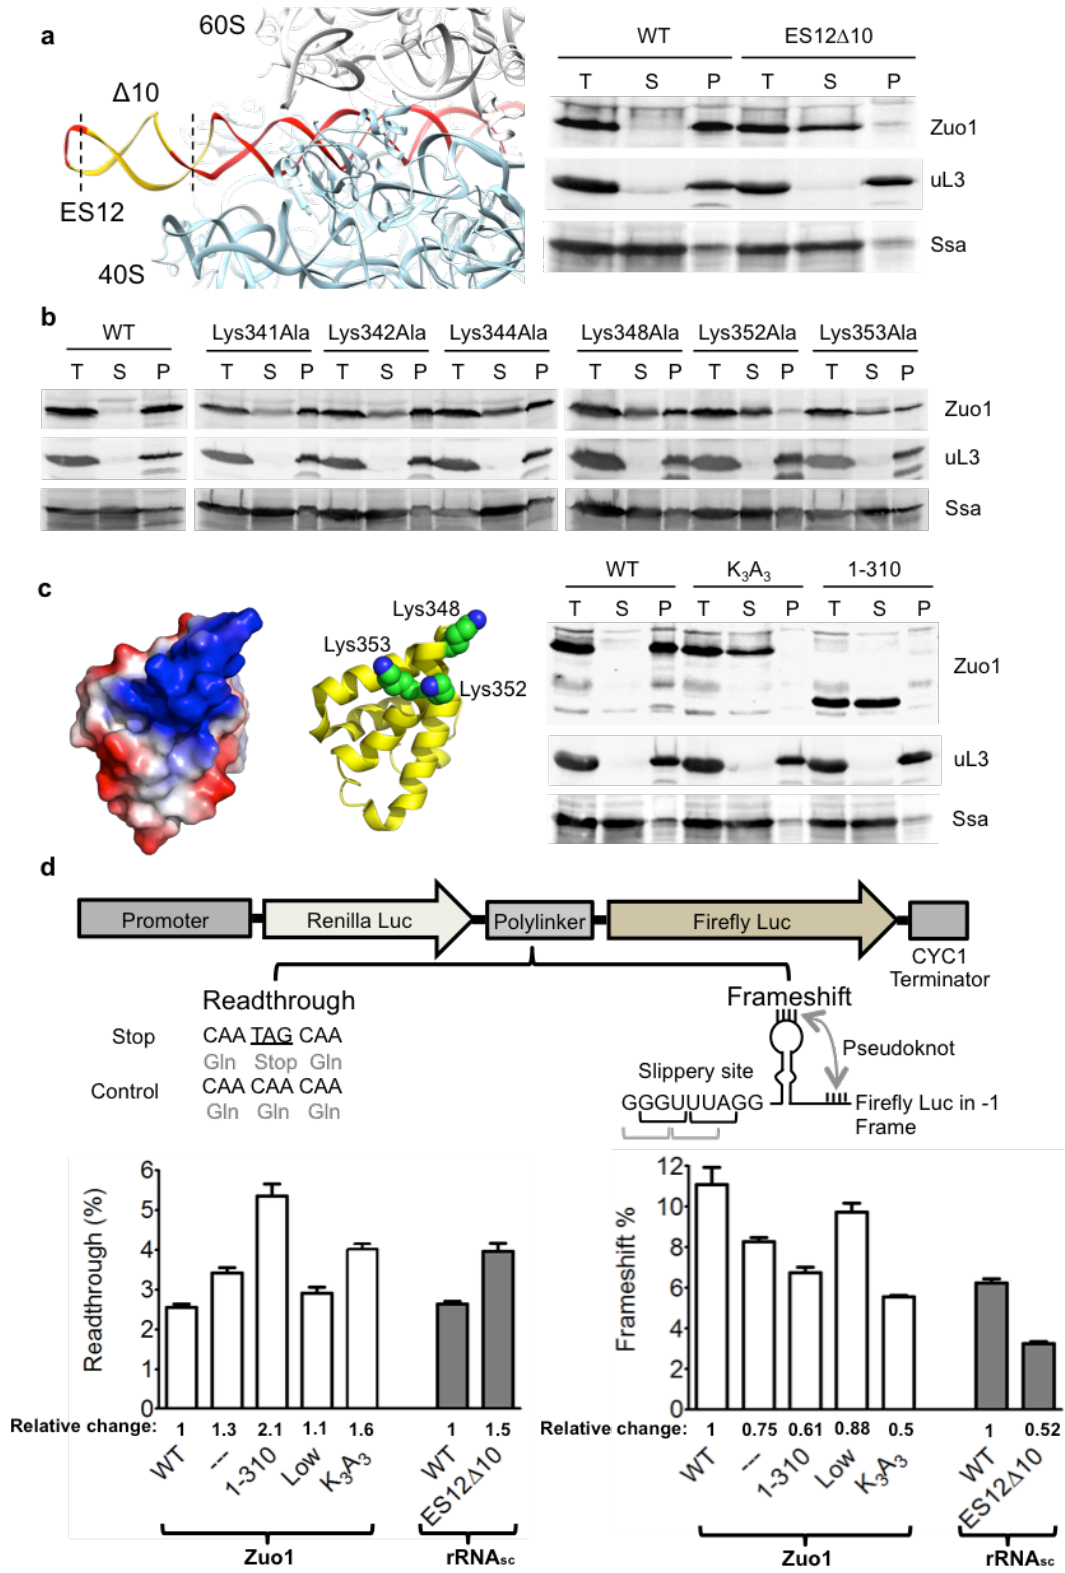 a
60S
Δ10
ES12
40S
WT ES12Δ10
T S P T S P
Zuo1
uL3
Ssa
b
WT Lys341Ala Lys342Ala Lys344Ala Lys348Ala Lys352Ala Lys353Ala
T S P T S P T S P T S P T S P T S P T S P
Zuo1
uL3
Ssa
c
Lys348
Lys353
Lys352
WT K₃A₃ 1-310
T S P T S P T S P
Zuo1
uL3
Ssa
d
Promoter Renilla Luc Polylinker Firefly Luc
CYC1
Terminator
Readthrough
Stop CAA TAG CAA
Gln Stop Gln
Control CAA CAA CAA
Gln Gln Gln
Frameshift
Pseudoknot
Slippery site
GGGUUUAGG
Firefly Luc in -1
Frame
Readthrough (%)
6
5
4
3
2
1
0
Relative change: 1 1.3 2.1 1.1 1.6 1 1.5
WT --- 1-310 Low K₃A₃ WT ES12Δ10
Zuo1 rRNAsc
Frameshift %
12
10
8
6
4
2
0
Relative change: 1 0.75 0.61 0.88 0.5 1 0.52
WT --- 1-310 Low K₃A₃ WT ES12Δ10
Zuo1 rRNAsc